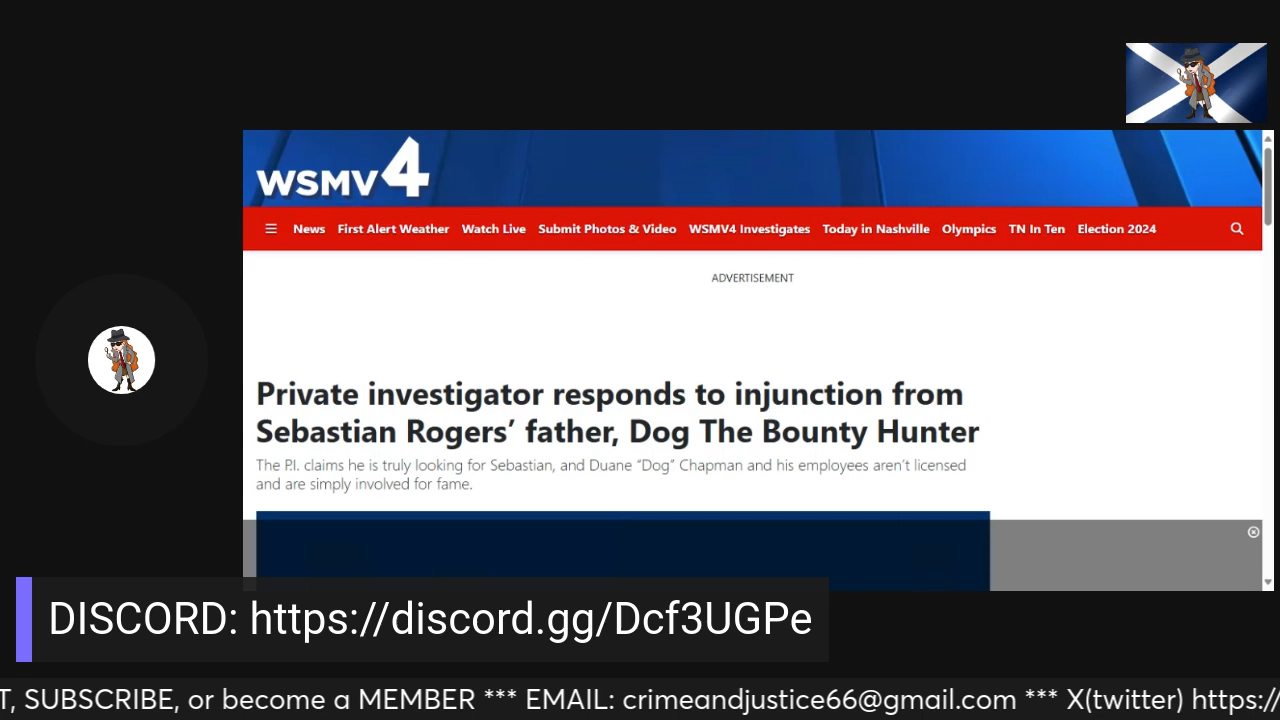 WSMV4
News First Alert Weather Watch Live Submit Photos & Video WSMV4 Investigates Today in Nashville Olympics TN In Ten Election 2024
ADVERTISEMENT
Private investigator responds to injunction from
Sebastian Rogers’ father, Dog The Bounty Hunter
The P.I. claims he is truly looking for Sebastian, and Duane “Dog” Chapman and his employees aren’t licensed
and are simply involved for fame.
DISCORD: https://discord.gg/Dcf3UGPe
T, SUBSCRIBE, or become a MEMBER *** EMAIL: crimeandjustice66@gmail.com *** X(twitter) https://